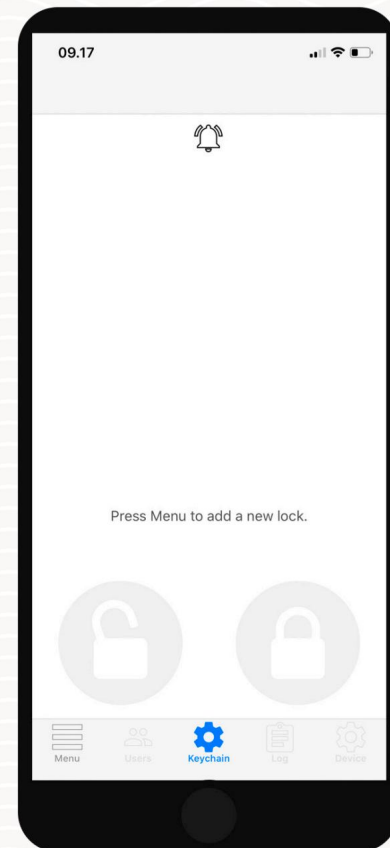 09.17
Press Menu to add a new lock.
Menu
Users
Keychain
Log
Device